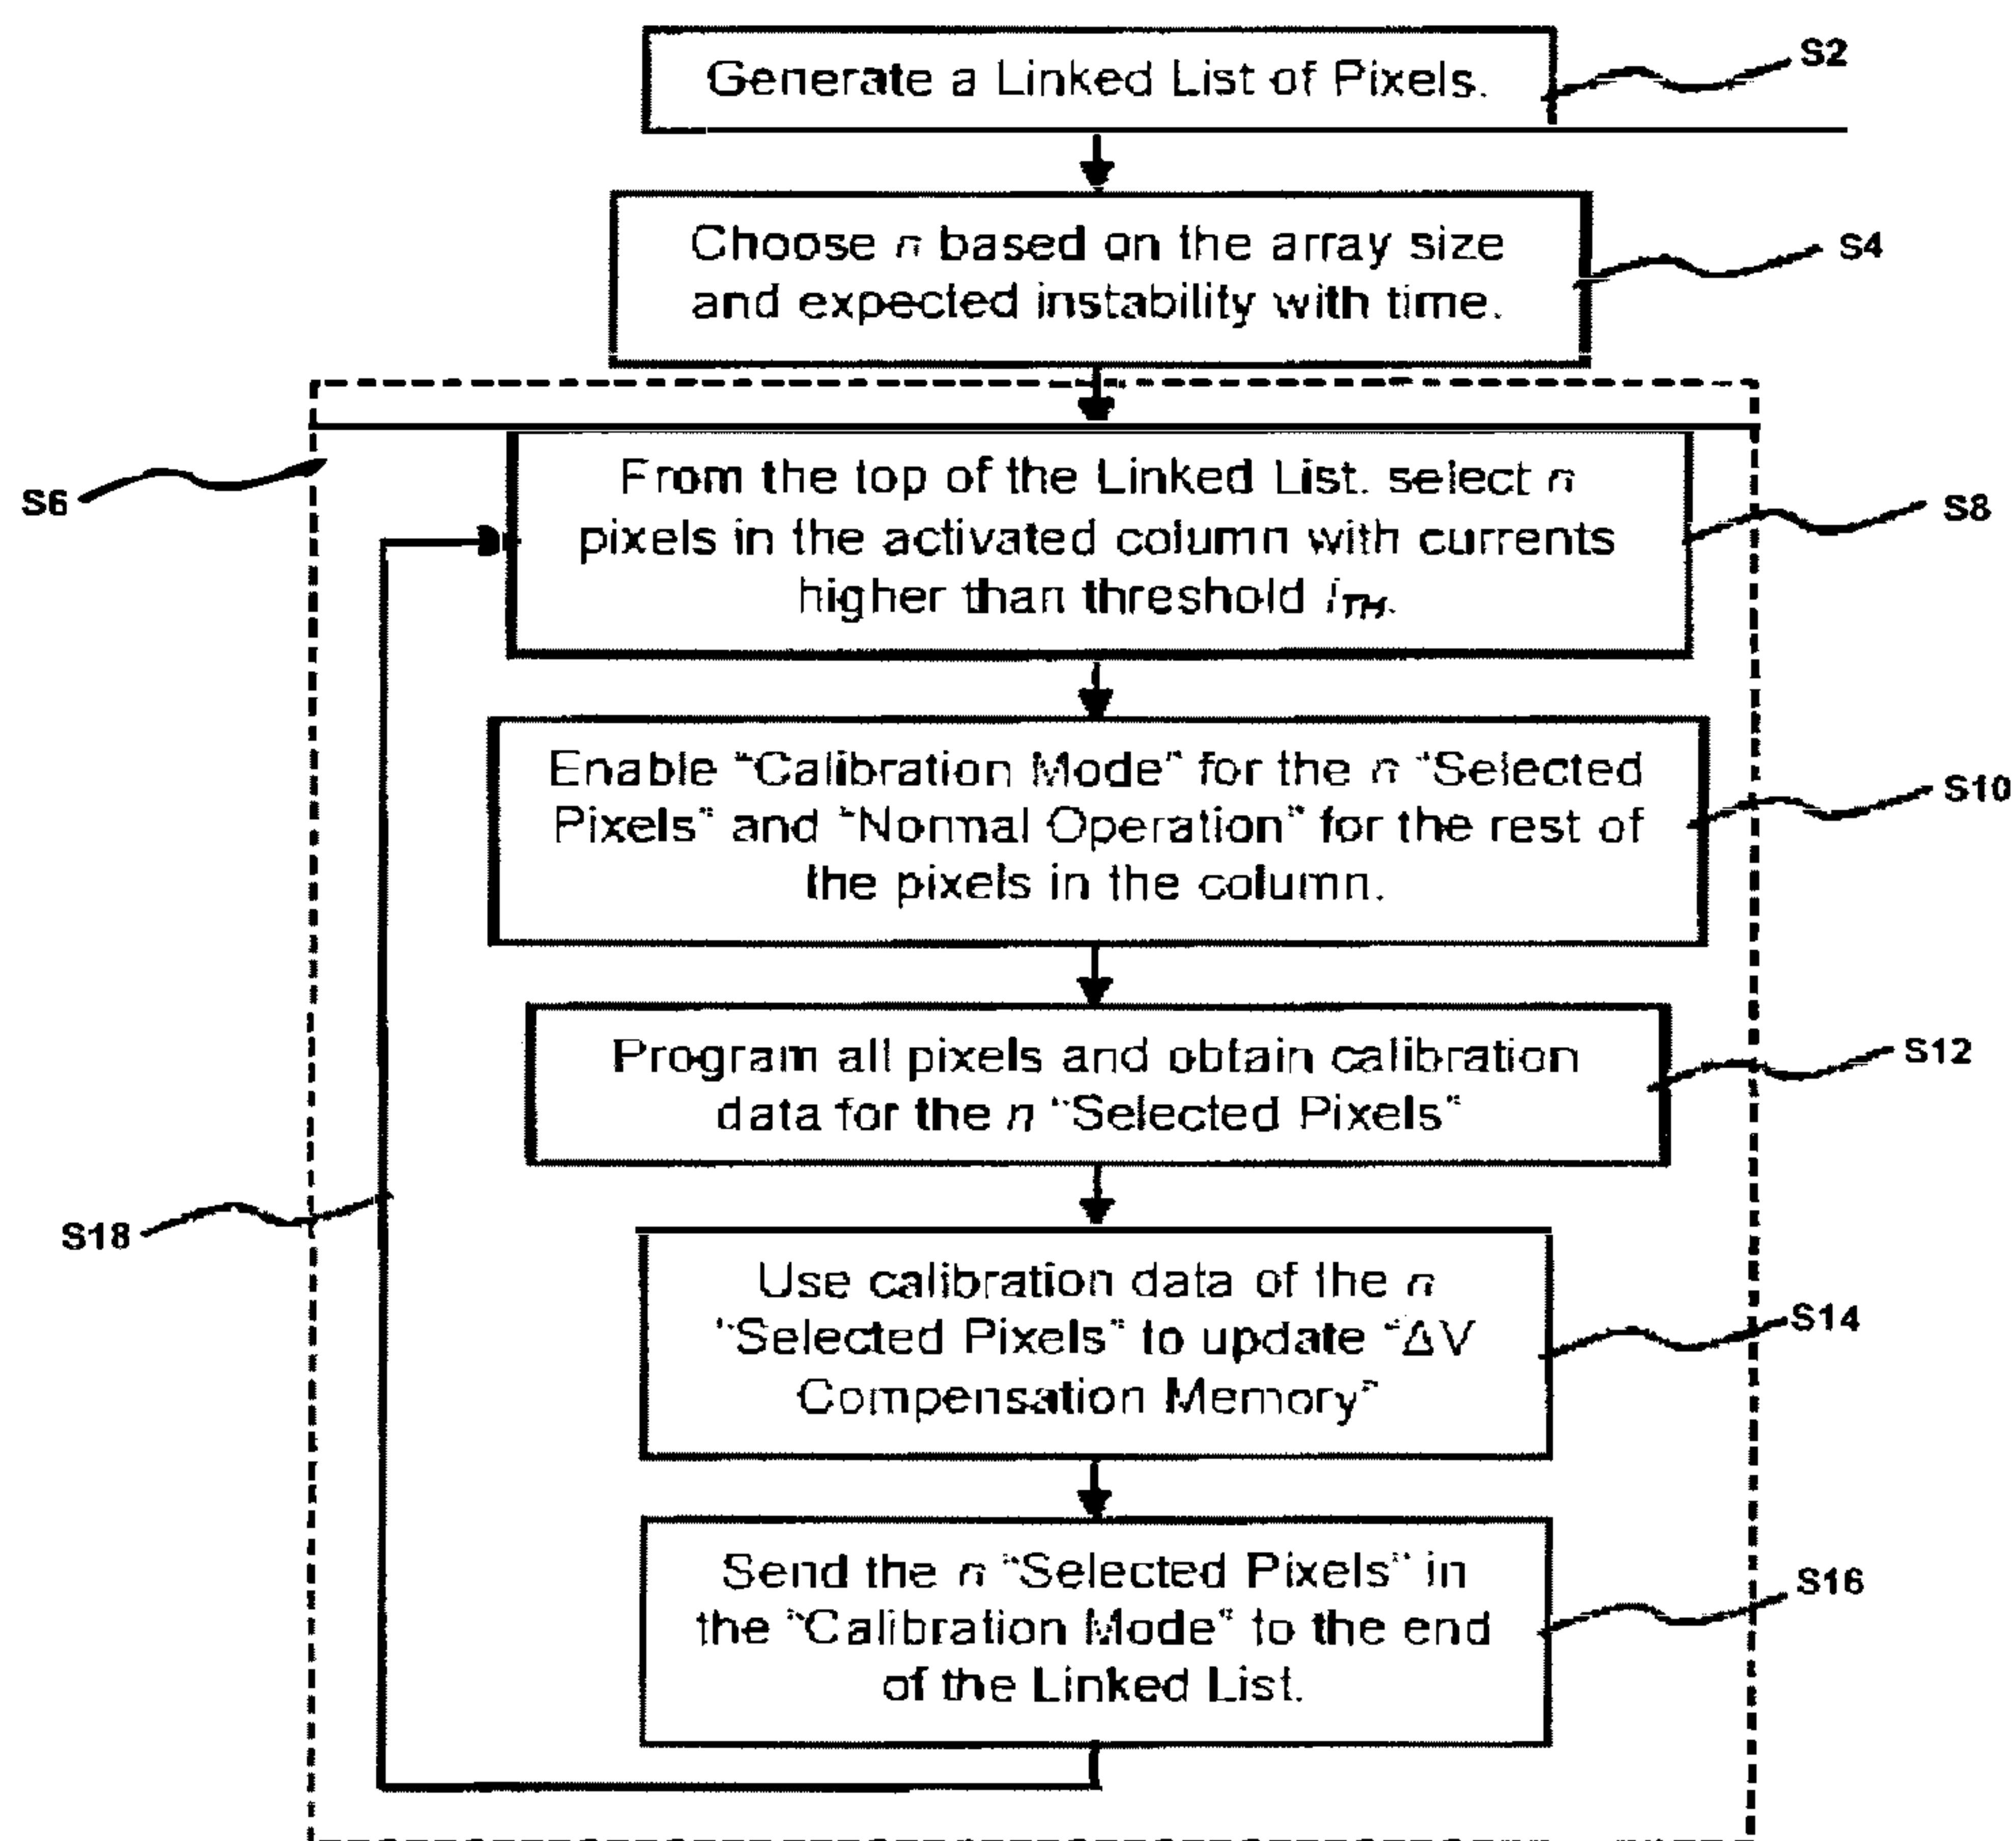 Generate a Linked List of Pixels.
S2
Choose n based on the array size
and expected instability with time.
S4
S6
From the top of the Linked List. select n
pixels in the activated column with currents
higher than threshold ITH.
S8
Enable "Calibration Mode" for the n "Selected
Pixels" and "Normal Operation" for the rest of
the pixels in the column.
S10
Program all pixels and obtain calibration
data for the n "Selected Pixels"
S12
S18
Use calibration data of the n
"Selected Pixels" to update "ΔV
Compensation Memory"
S14
Send the n "Selected Pixels" in
the "Calibration Mode" to the end
of the Linked List.
S16